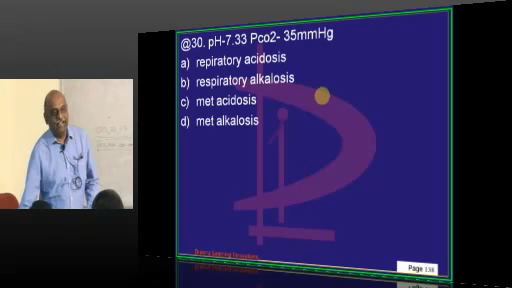 @30. pH-7.33 Pco2- 35mmHg
a) repiratory acidosis
b) respiratory alkalosis
c) met acidosis
d) met alkalosis
Page 138